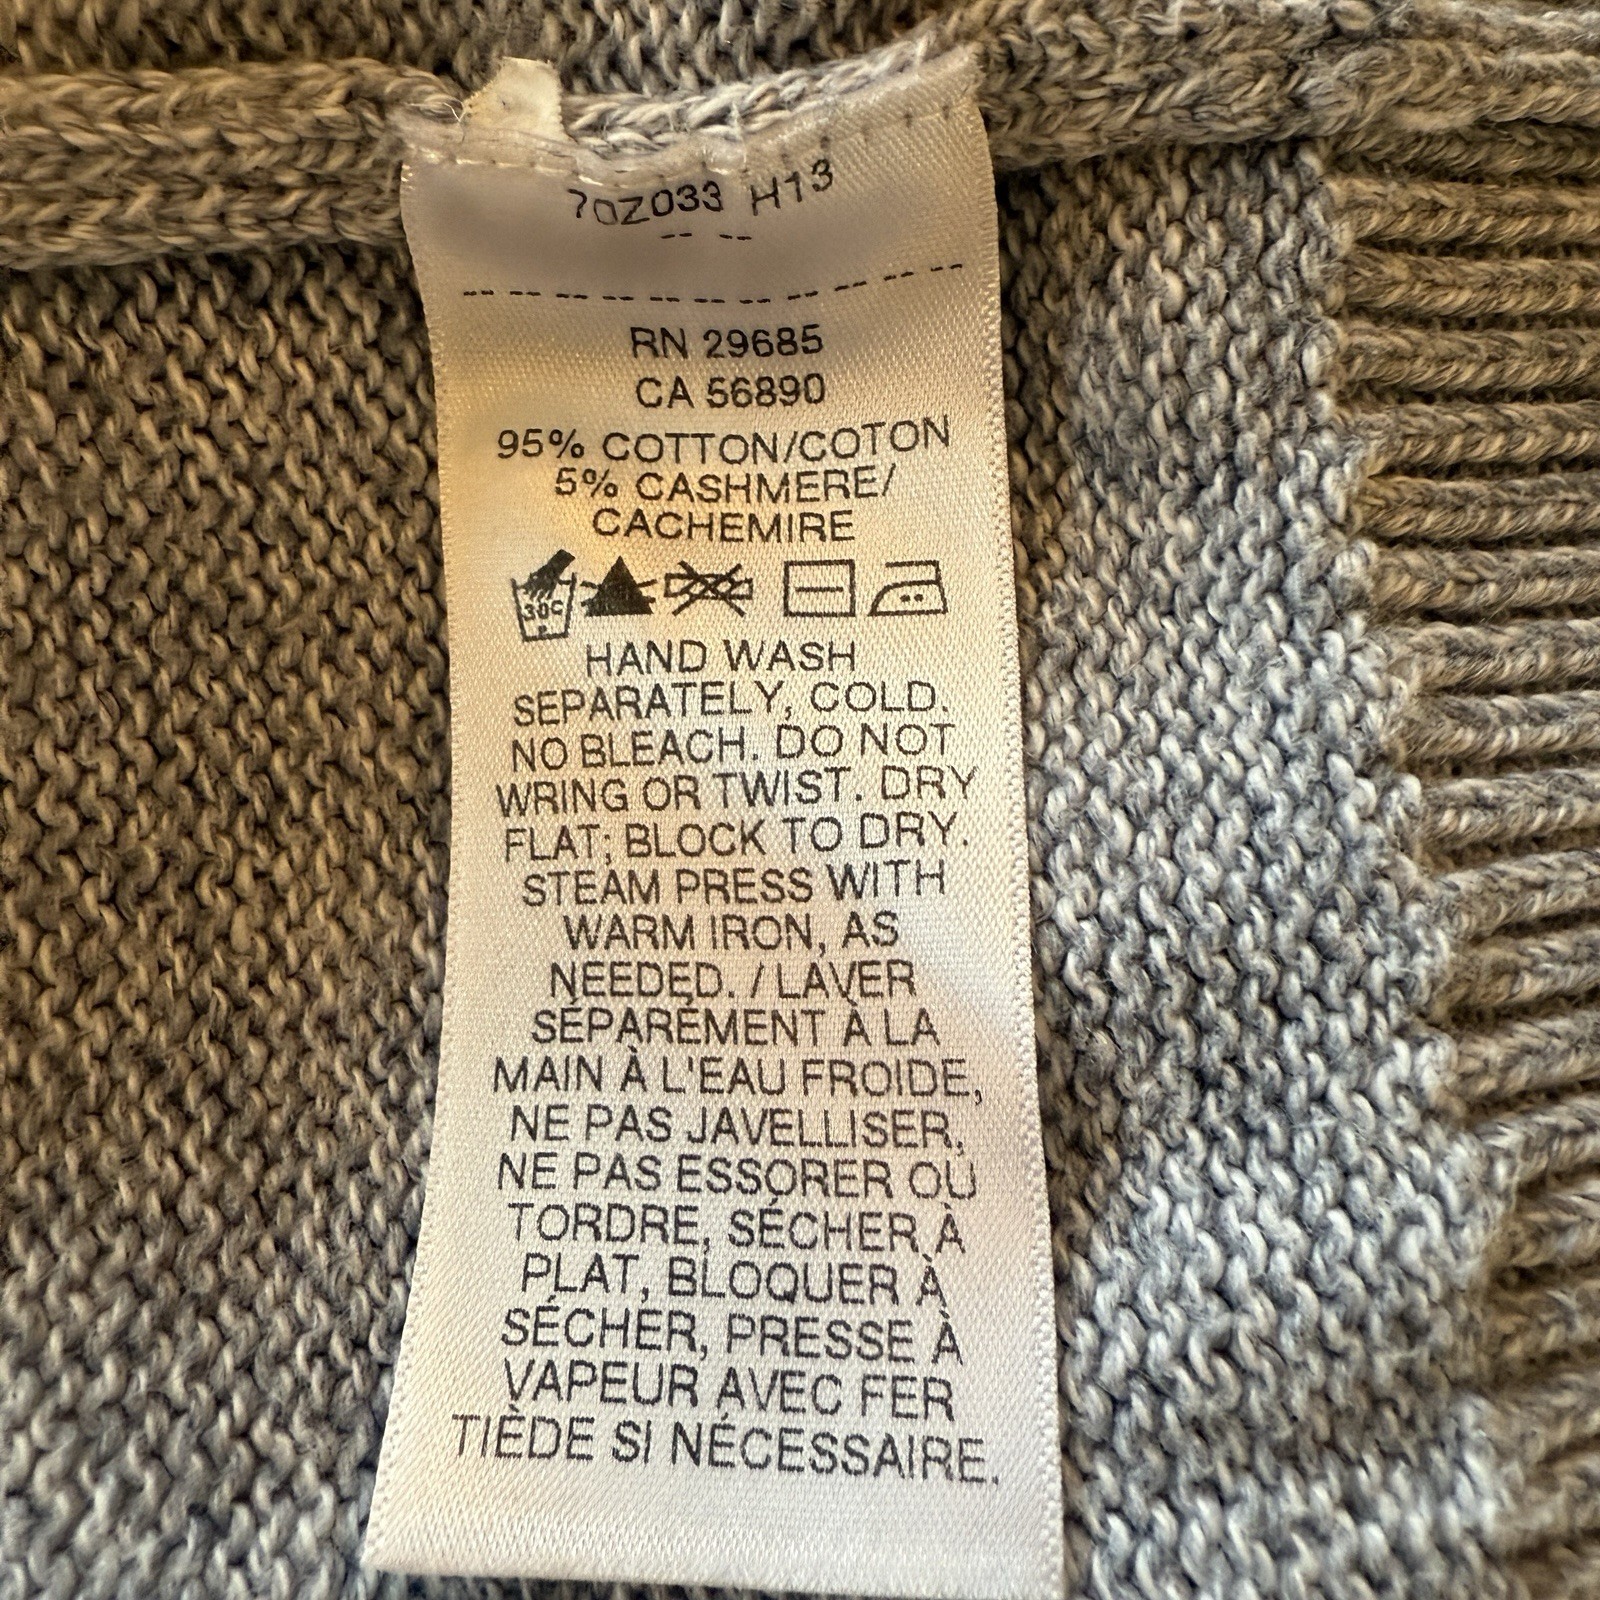 70Z033 H13
RN 29685
CA 56890
95% COTTON/COTON
5% CASHMERE/
CACHEMIRE
30C
HAND WASH
SEPARATELY, COLD.
NO BLEACH. DO NOT
WRING OR TWIST. DRY
FLAT; BLOCK TO DRY.
STEAM PRESS WITH
WARM IRON, AS
NEEDED. / LAVER
SÉPARÉMENT À LA
MAIN À L'EAU FROIDE,
NE PAS JAVELLISER,
NE PAS ESSORER OU
TORDRE, SÉCHER À
PLAT, BLOQUER À
SÉCHER, PRESSE À
VAPEUR AVEC FER
TIÈDE SI NÉCESSAIRE.